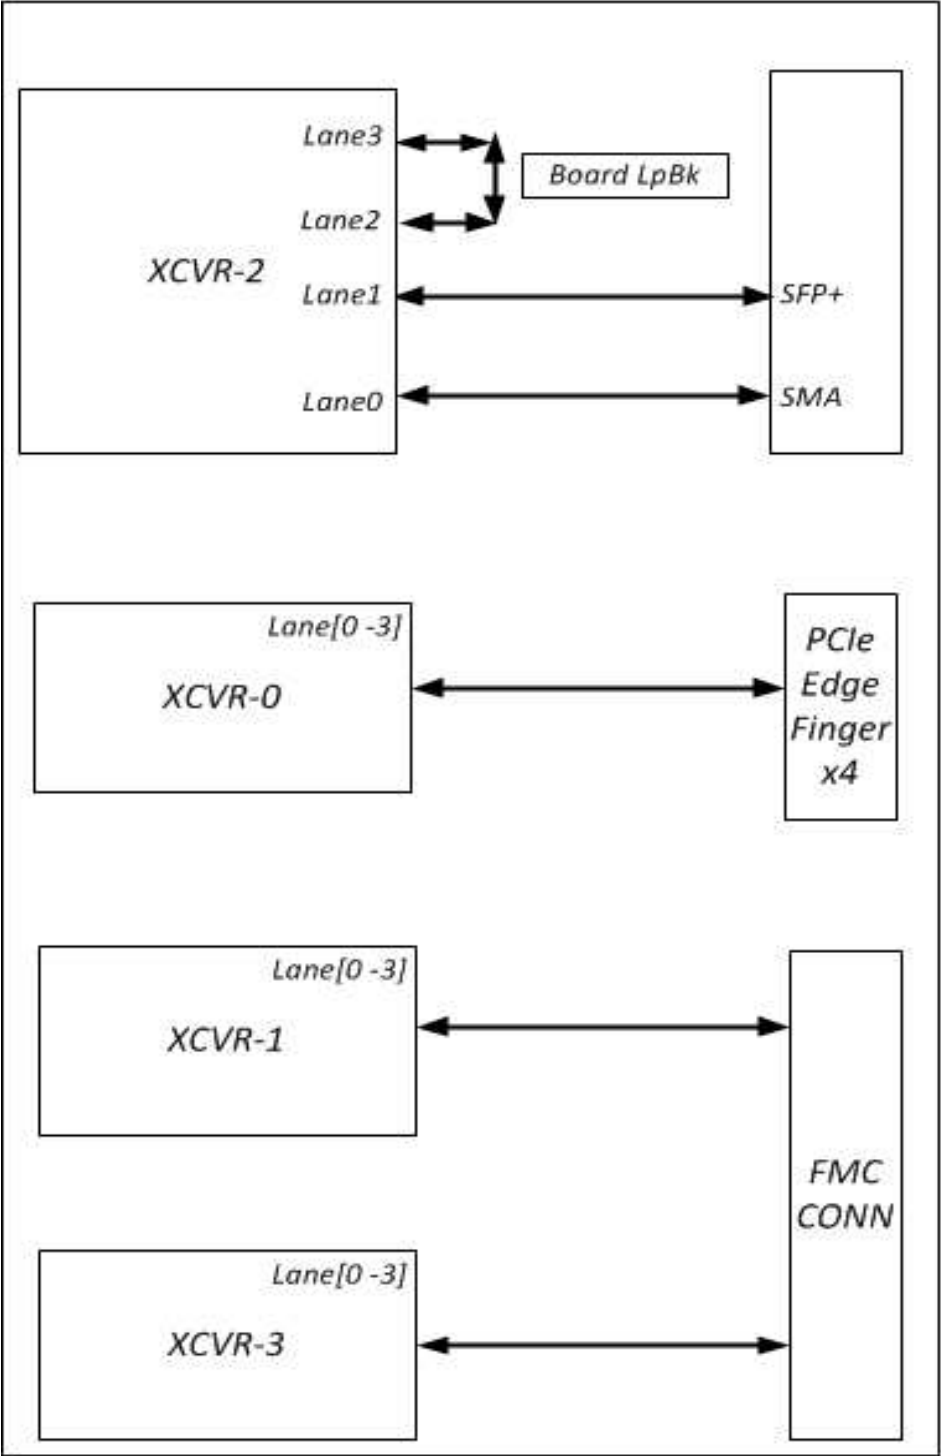 Lane3
Board LpBk
Lane2
XCVR-2
Lane1
SFP+
Lane0
SMA
Lane[0 -3]
XCVR-0
PCIe
Edge
Finger
x4
Lane[0 -3]
XCVR-1
FMC
CONN
Lane[0 -3]
XCVR-3